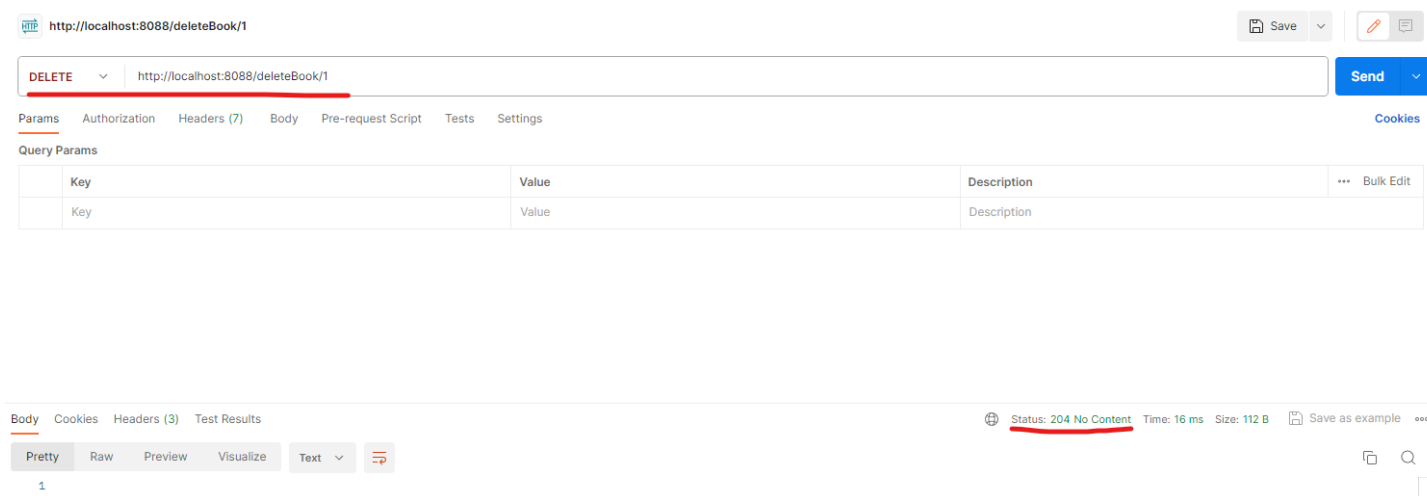 HTTP http://localhost:8088/deleteBook/1 Save
DELETE http://localhost:8088/deleteBook/1 Send
Params Authorization Headers (7) Body Pre-request Script Tests Settings Cookies
Query Params
Key Value Description ••• Bulk Edit
Key Value Description
Body Cookies Headers (3) Test Results Status: 204 No Content Time: 16 ms Size: 112 B Save as example
Pretty Raw Preview Visualize Text
1